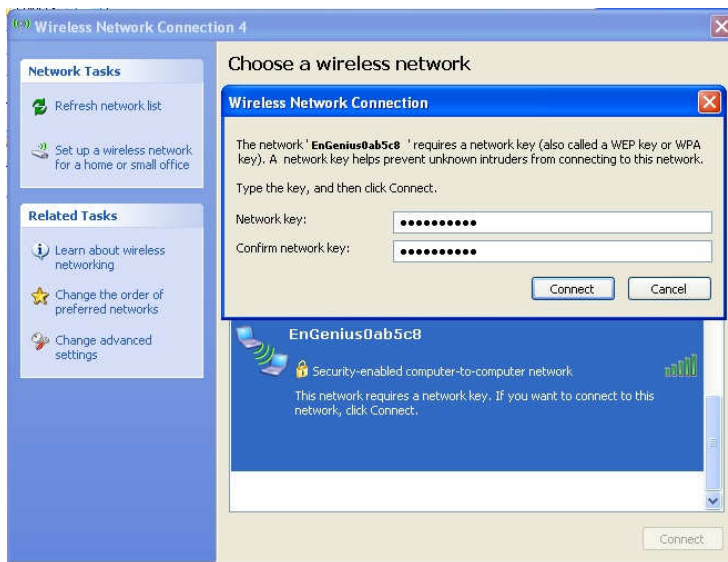 Wireless Network Connection 4
Network Tasks
Refresh network list
Set up a wireless network
for a home or small office
Related Tasks
Learn about wireless
networking
Change the order of
preferred networks
Change advanced
settings
Choose a wireless network
Wireless Network Connection
The network 'EnGenius0ab5c8 ' requires a network key (also called a WEP key or WPA
key). A network key helps prevent unknown intruders from connecting to this network.
Type the key, and then click Connect.
Network key: ●●●●●●●●●●
Confirm network key: ●●●●●●●●●●
Connect Cancel
EnGenius0ab5c8
Security-enabled computer-to-computer network
This network requires a network key. If you want to connect to this
network, click Connect.
Connect